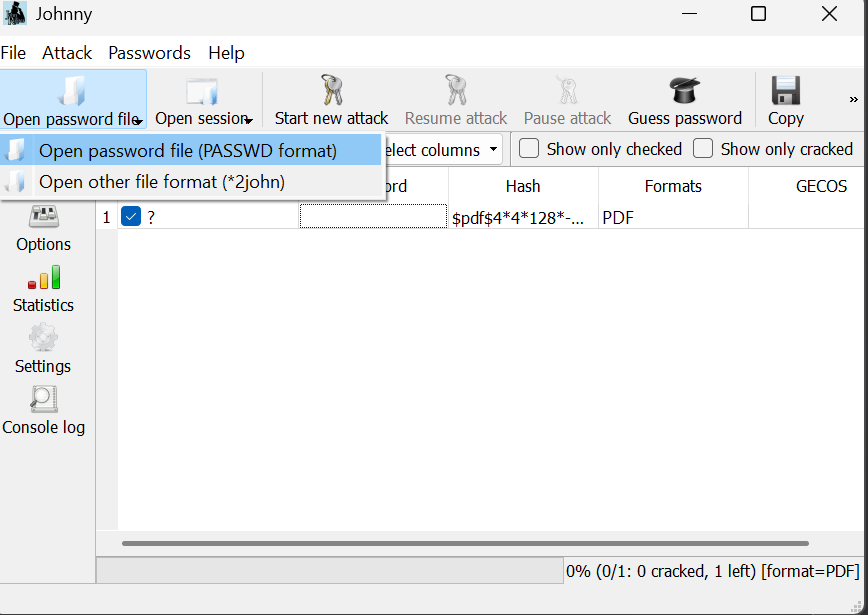 Johnny
File Attack Passwords Help
Open password file Open session Start new attack Resume attack Pause attack Guess password Copy »
Open password file (PASSWD format)
elect columns Show only checked Show only cracked
Open other file format (*2john)
ord Hash Formats GECOS
1 ? $pdf$4*4*128*-... PDF
Options
Statistics
Settings
Console log
0% (0/1: 0 cracked, 1 left) [format=PDF]